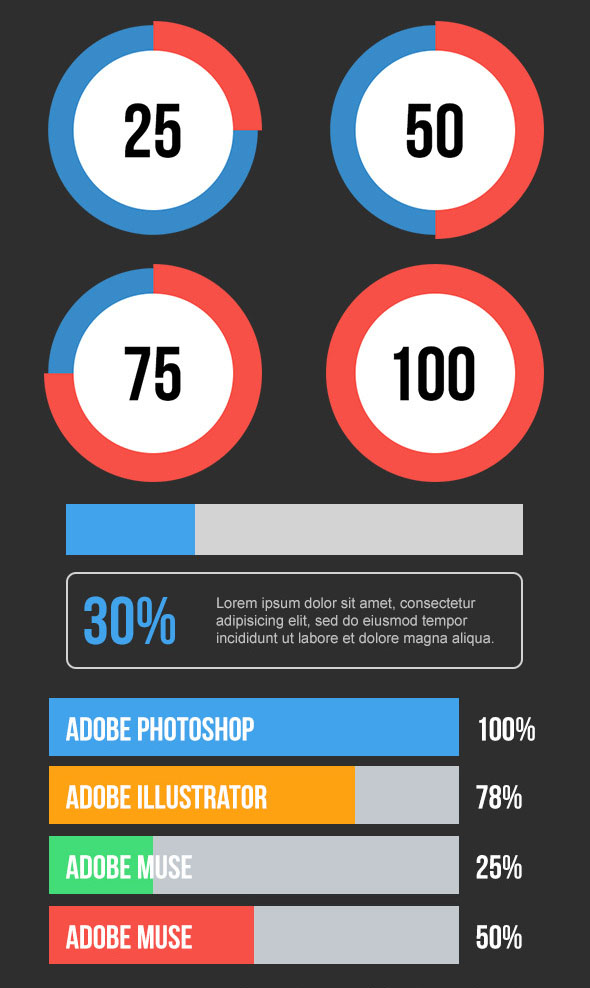 25
50
75
100
30%
Lorem ipsum dolor sit amet, consectetur
adipisicing elit, sed do eiusmod tempor
incididunt ut labore et dolore magna aliqua.
ADOBE PHOTOSHOP 100%
ADOBE ILLUSTRATOR 78%
ADOBE MUSE 25%
ADOBE MUSE 50%